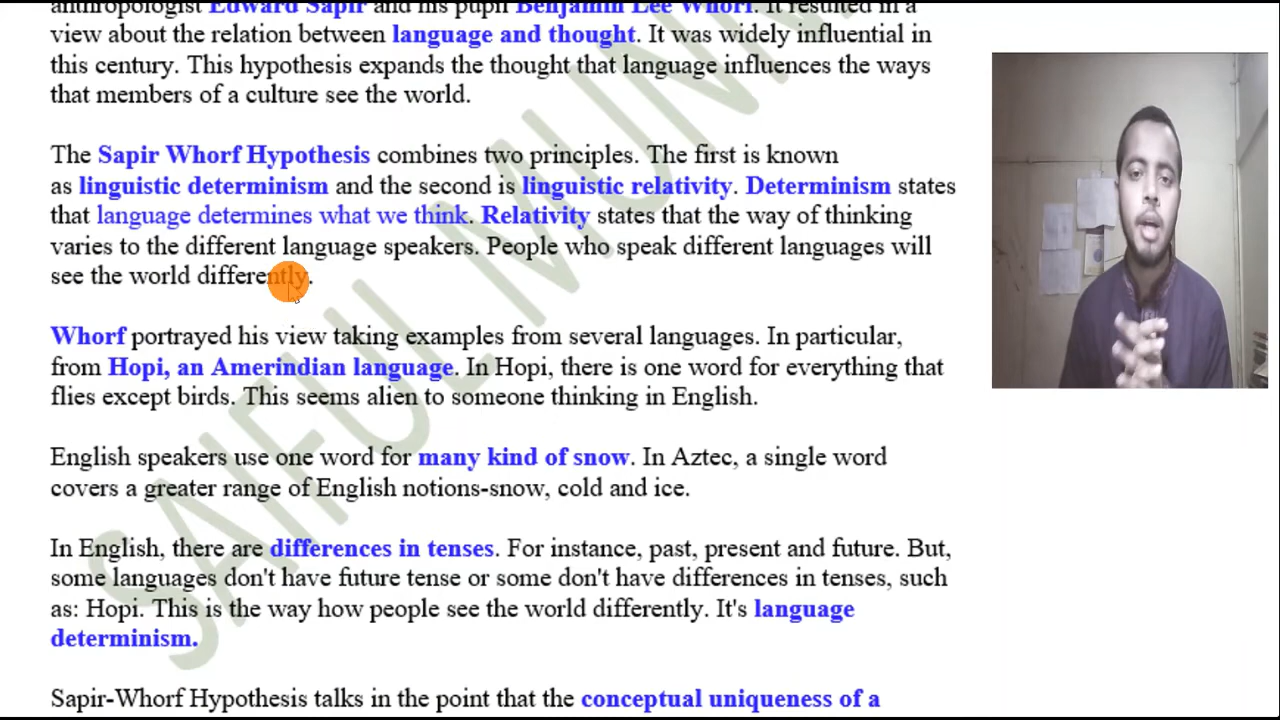 anthropologist Edward Sapir and his pupil Benjamin Lee Whorf. It resulted in a
view about the relation between language and thought. It was widely influential in
this century. This hypothesis expands the thought that language influences the ways
that members of a culture see the world.
The Sapir Whorf Hypothesis combines two principles. The first is known
as linguistic determinism and the second is linguistic relativity. Determinism states
that language determines what we think. Relativity states that the way of thinking
varies to the different language speakers. People who speak different languages will
see the world differently.
Whorf portrayed his view taking examples from several languages. In particular,
from Hopi, an Amerindian language. In Hopi, there is one word for everything that
flies except birds. This seems alien to someone thinking in English.
English speakers use one word for many kind of snow. In Aztec, a single word
covers a greater range of English notions-snow, cold and ice.
In English, there are differences in tenses. For instance, past, present and future. But,
some languages don't have future tense or some don't have differences in tenses, such
as: Hopi. This is the way how people see the world differently. It's language
determinism.
Sapir-Whorf Hypothesis talks in the point that the conceptual uniqueness of a
SAIFUL